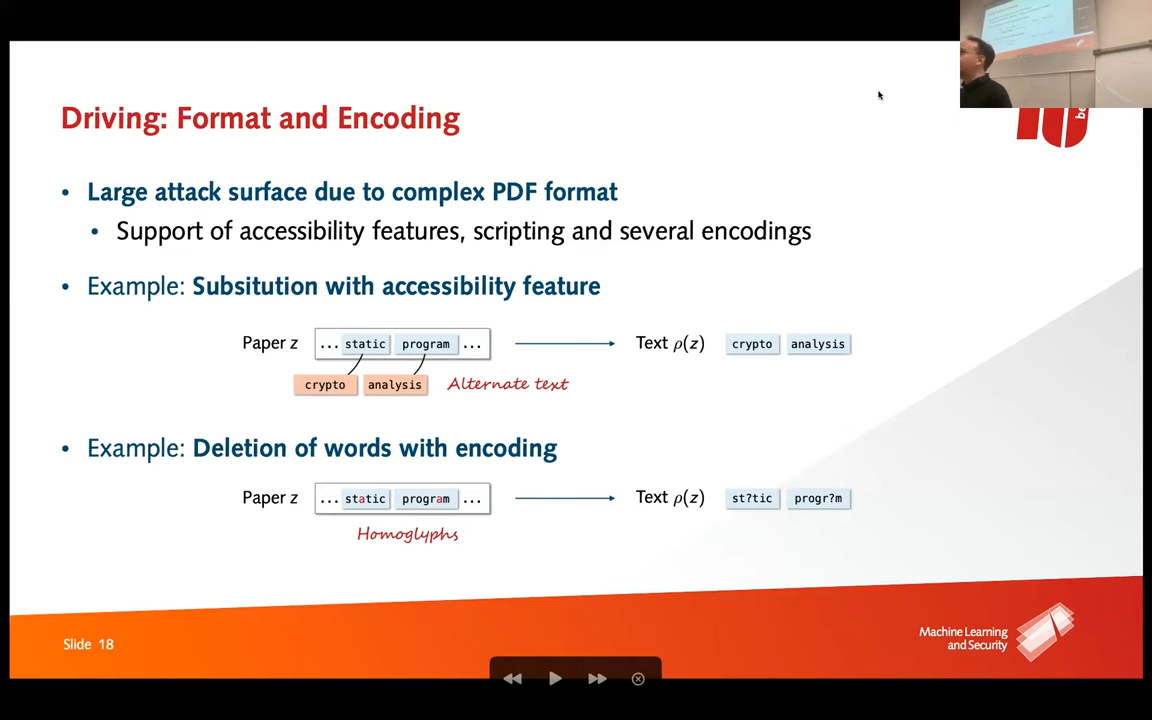 Driving: Format and Encoding
be
• Large attack surface due to complex PDF format
• Support of accessibility features, scripting and several encodings
• Example: Subsitution with accessibility feature
Paper z ... static program ... Text ρ(z) crypto analysis
crypto analysis Alternate text
• Example: Deletion of words with encoding
Paper z ... static program ... Text ρ(z) st?tic progr?m
Homoglyphs
Slide 18
Machine Learning
and Security